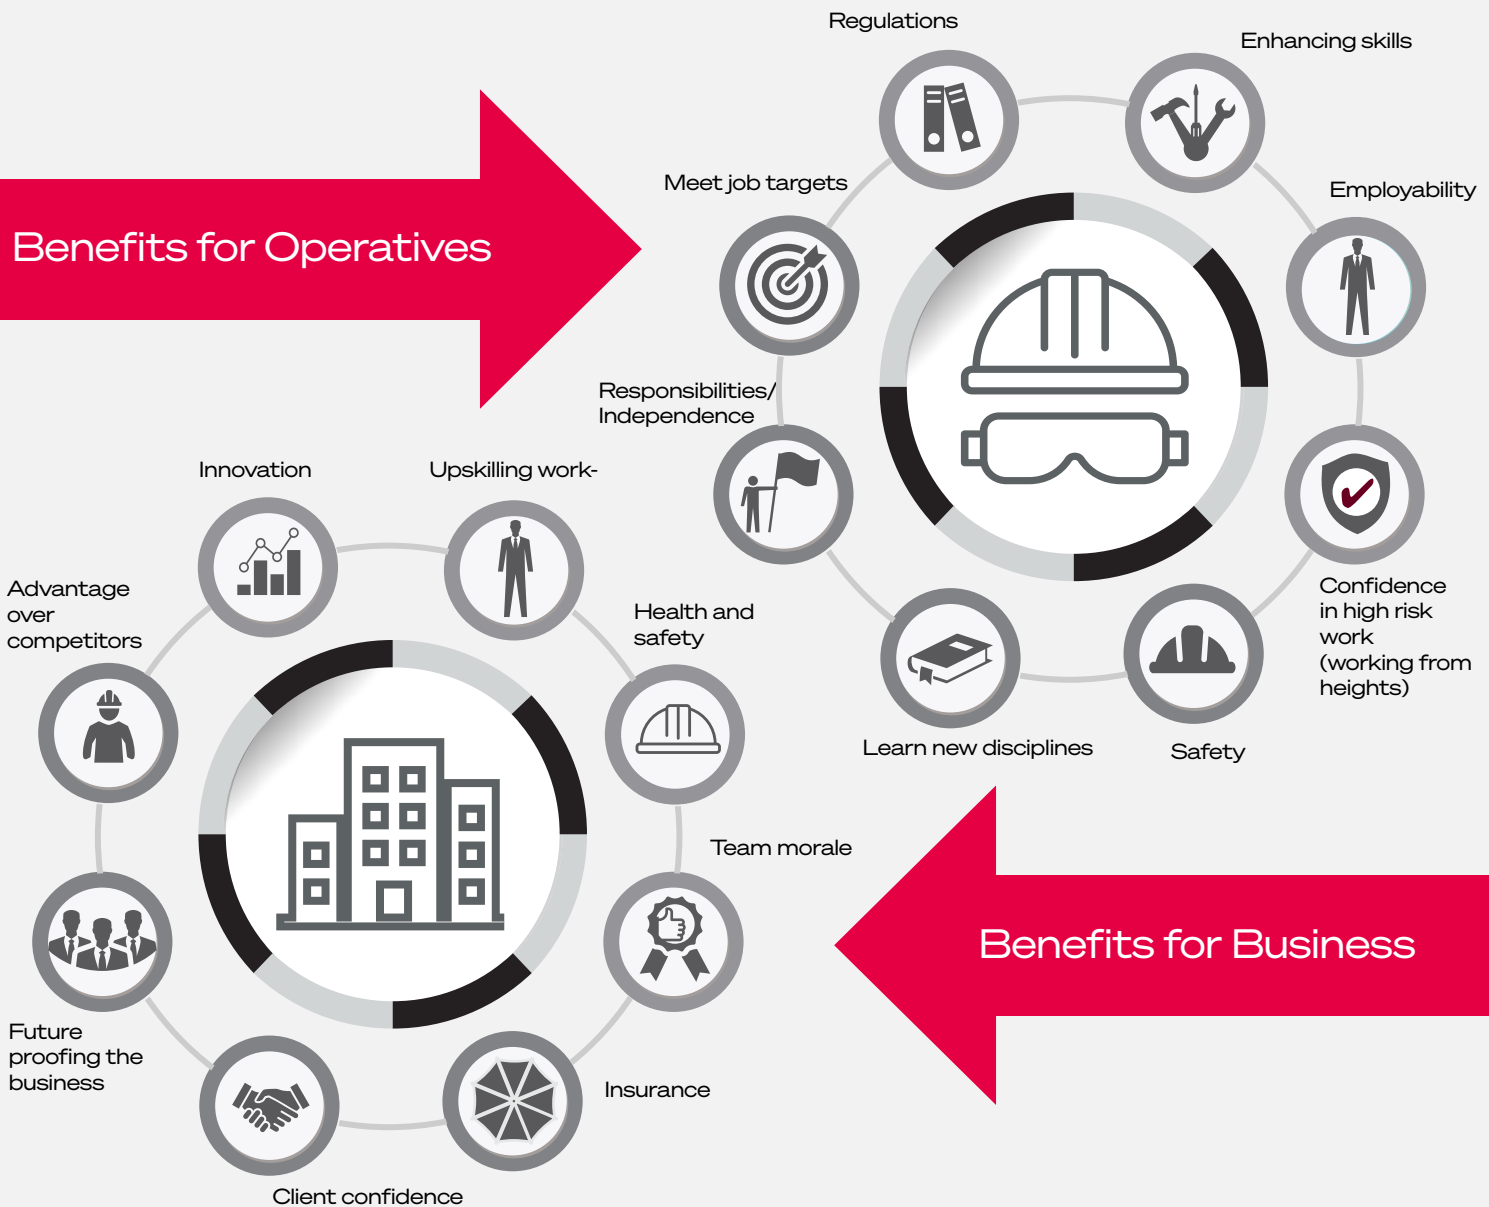 Regulations
Enhancing skills
Meet job targets
Employability
Benefits for Operatives
Responsibilities/
Independence
Confidence
in high risk
work
(working from
heights)
Learn new disciplines
Safety
Innovation
Upskilling work-
Advantage
over
competitors
Health and
safety
Team morale
Benefits for Business
Future
proofing the
business
Insurance
Client confidence